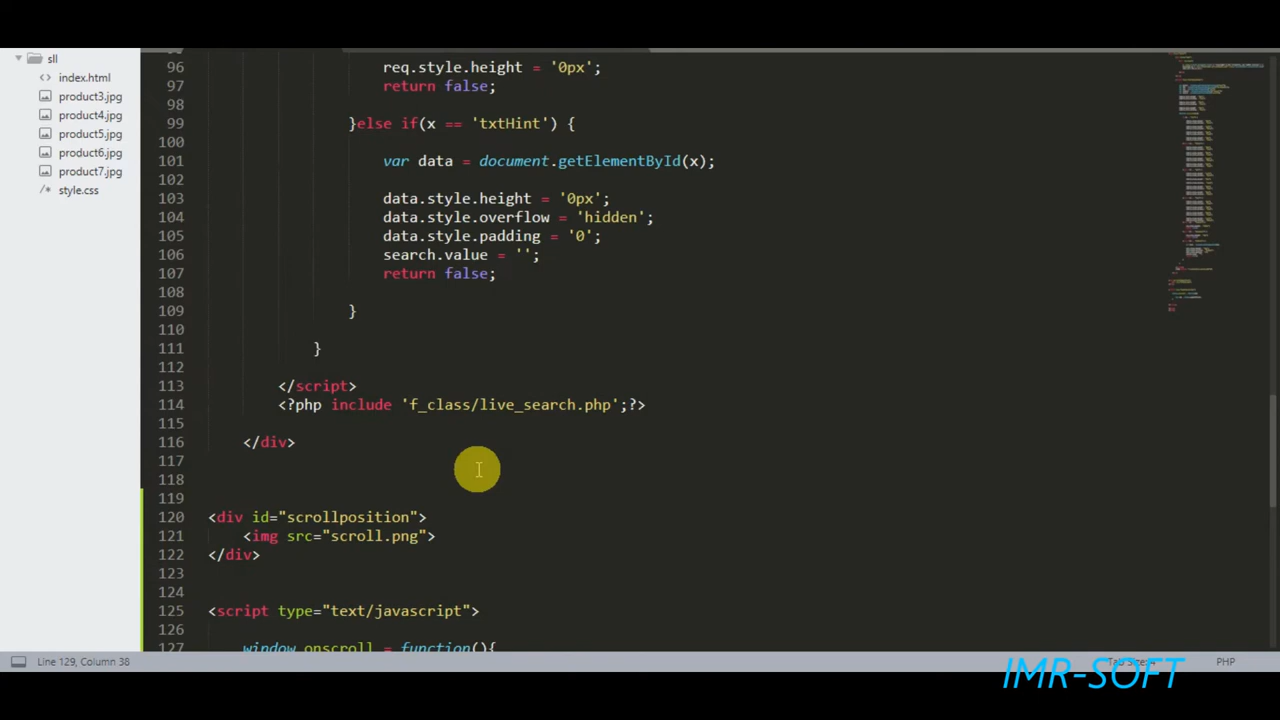 sll
index.html
product3.jpg
product4.jpg
product5.jpg
product6.jpg
product7.jpg
/* style.css
96 req.style.height = '0px';
97 return false;
98
99 }else if(x == 'txtHint') {
100
101 var data = document.getElementById(x);
102
103 data.style.height = '0px';
104 data.style.overflow = 'hidden';
105 data.style.padding = '0';
106 search.value = '';
107 return false;
108
109 }
110
111 }
112
113 </script>
114 <?php include 'f_class/live_search.php';?>
115
116 </div>
117
118
119
120 <div id="scrollposition">
121 <img src="scroll.png">
122 </div>
123
124
125 <script type="text/javascript">
126
127 window.onscroll = function(){
Line 129, Column 38
Tab Size: 4
PHP
IMR-SOFT